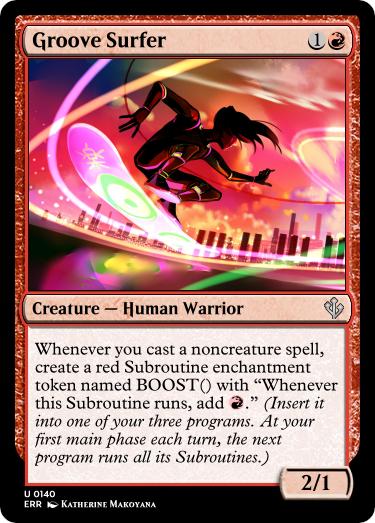 Groove Surfer 1
Creature — Human Warrior
Whenever you cast a noncreature spell,
create a red Subroutine enchantment
token named BOOST() with “Whenever
this Subroutine runs, add .” (Insert it
into one of your three programs. At your
first main phase each turn, the next
program runs all its Subroutines.)
2/1
U 0140
ERR Katherine Makoyana